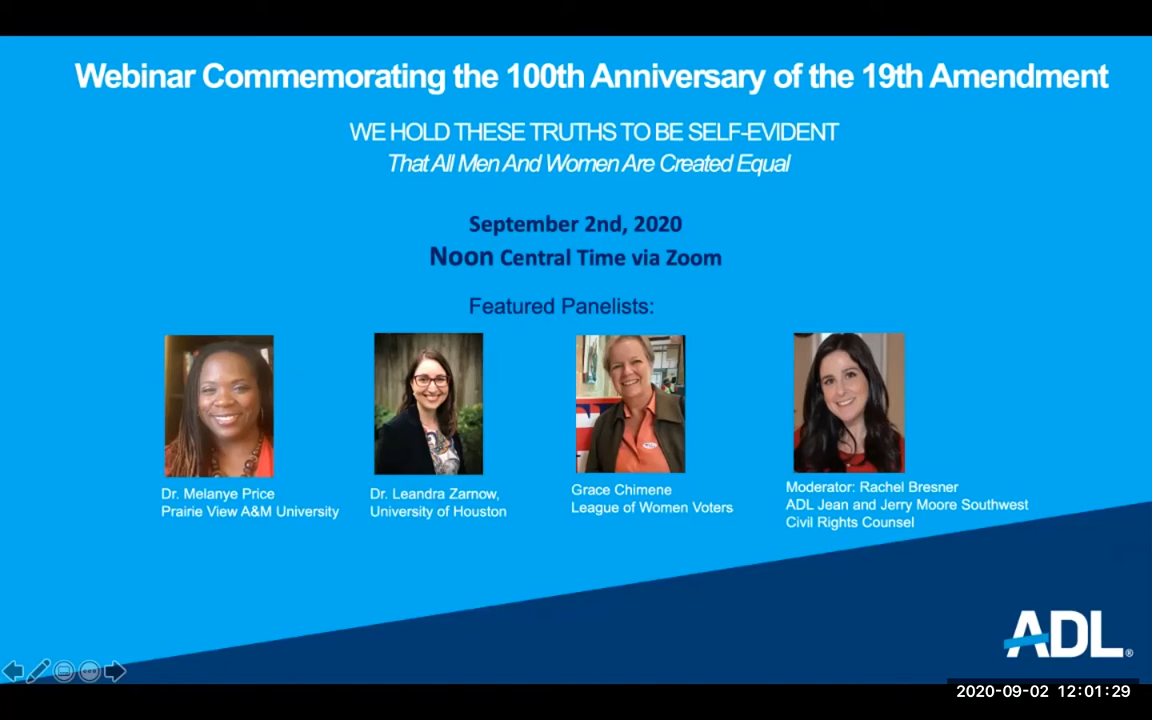 Webinar Commemorating the 100th Anniversary of the 19th Amendment
WE HOLD THESE TRUTHS TO BE SELF-EVIDENT
That All Men And Women Are Created Equal
September 2nd, 2020
Noon Central Time via Zoom
Featured Panelists:
Dr. Melanye Price
Prairie View A&M University
Dr. Leandra Zarnow,
University of Houston
Grace Chimene
League of Women Voters
Moderator: Rachel Bresner
ADL Jean and Jerry Moore Southwest
Civil Rights Counsel
ADL®
2020-09-02 12:01:29